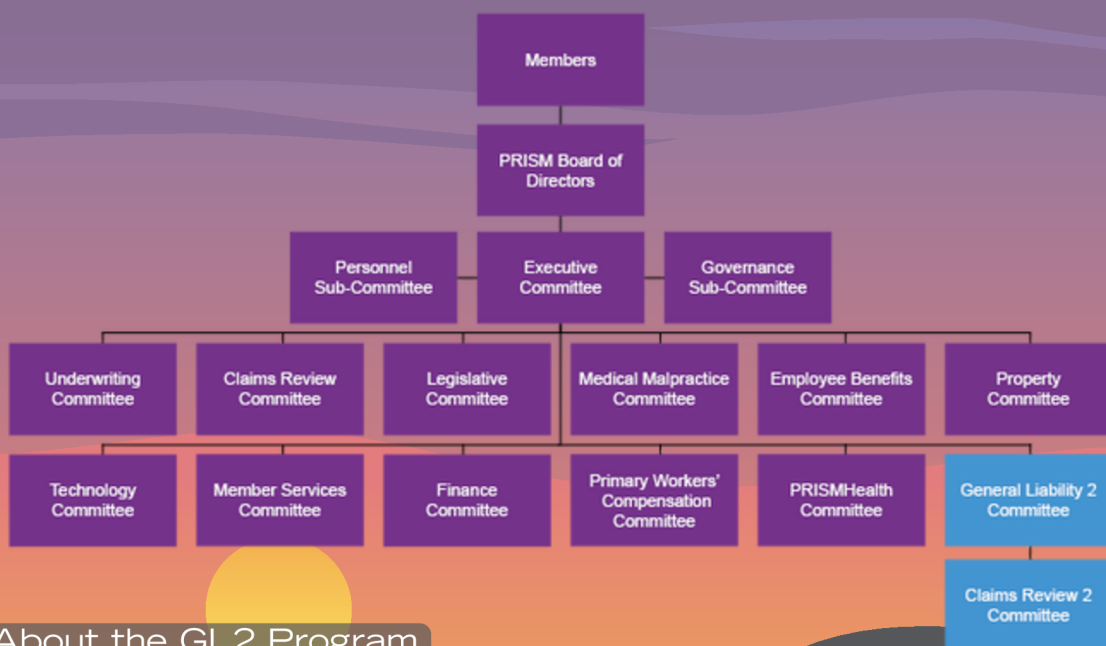 Members
PRISM Board of
Directors
Personnel
Sub-Committee
Executive
Committee
Governance
Sub-Committee
Underwriting
Committee
Claims Review
Committee
Legislative
Committee
Medical Malpractice
Committee
Employee Benefits
Committee
Property
Committee
Technology
Committee
Member Services
Committee
Finance
Committee
Primary Workers'
Compensation
Committee
PRISMHealth
Committee
General Liability 2
Committee
Claims Review 2
Committee
About the GL2 Program